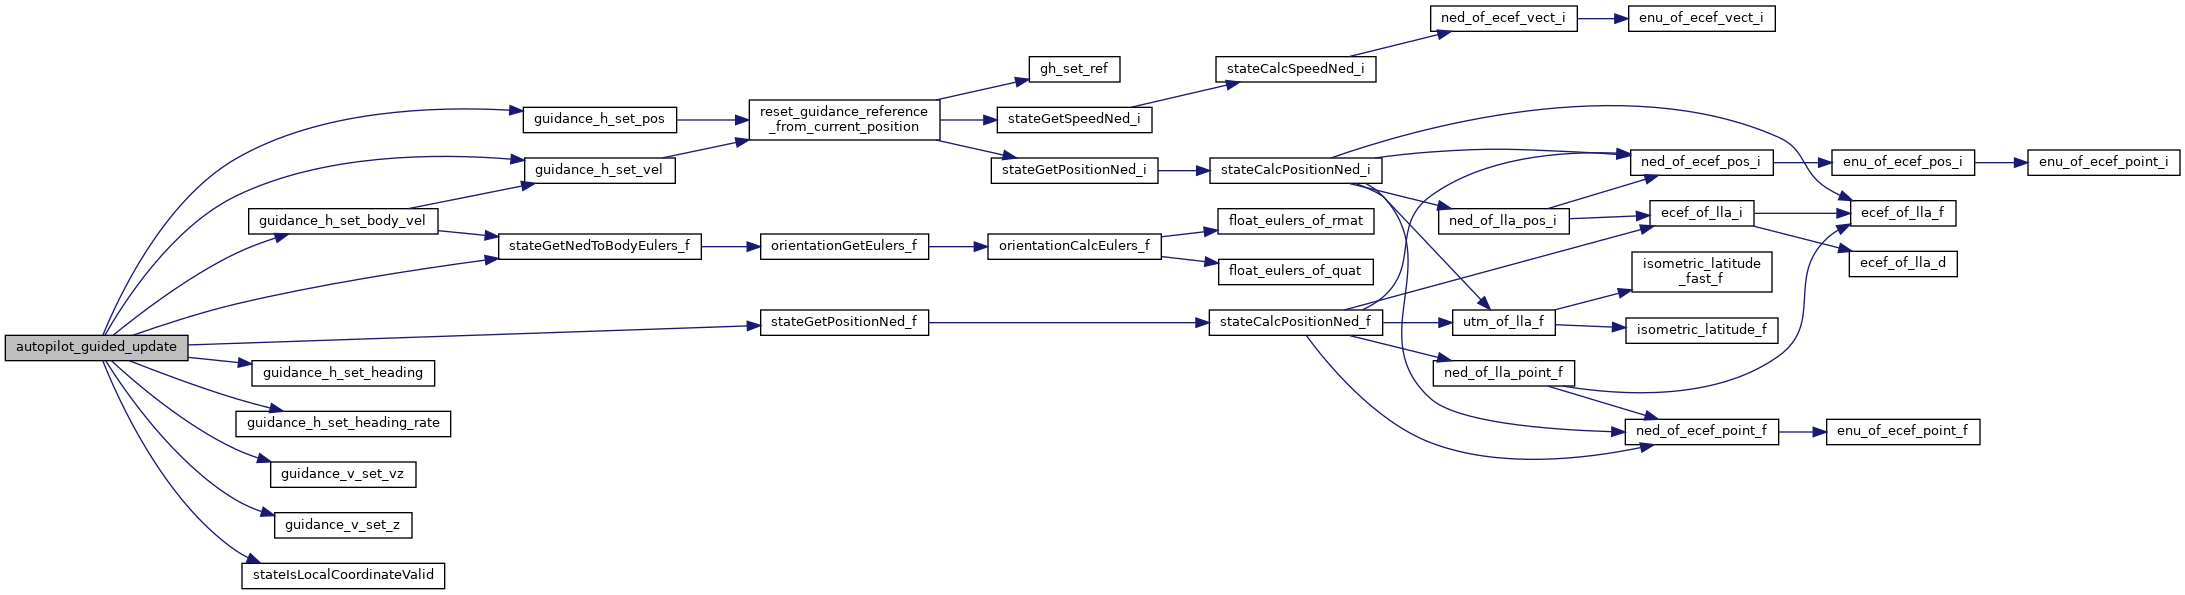 autopilot_guided_update
guidance_h_set_pos
guidance_h_set_vel
guidance_h_set_body_vel
stateGetNedToBodyEulers_f
stateGetPositionNed_f
guidance_h_set_heading
guidance_h_set_heading_rate
guidance_v_set_vz
guidance_v_set_z
stateIsLocalCoordinateValid
reset_guidance_reference
_from_current_position
orientationGetEulers_f
gh_set_ref
stateGetSpeedNed_i
stateGetPositionNed_i
orientationCalcEulers_f
stateCalcSpeedNed_i
stateCalcPositionNed_i
float_eulers_of_rmat
float_eulers_of_quat
stateCalcPositionNed_f
ned_of_ecef_vect_i
ned_of_lla_pos_i
utm_of_lla_f
ned_of_lla_point_f
enu_of_ecef_vect_i
ned_of_ecef_pos_i
ecef_of_lla_i
isometric_latitude
_fast_f
isometric_latitude_f
ned_of_ecef_point_f
enu_of_ecef_pos_i
ecef_of_lla_f
ecef_of_lla_d
enu_of_ecef_point_f
enu_of_ecef_point_i